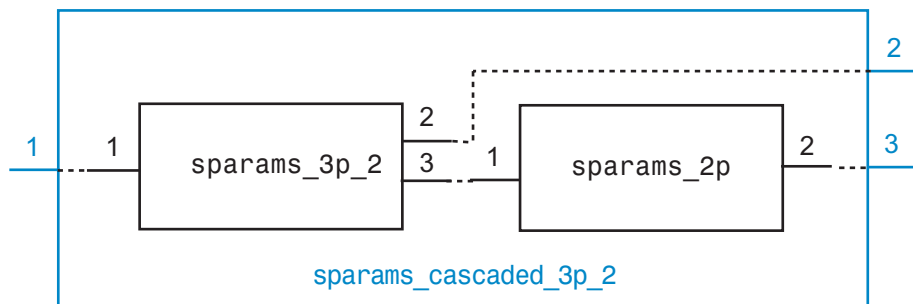 2
1 1 sparams_3p_2 2 3 1 sparams_2p 2 3
sparams_cascaded_3p_2